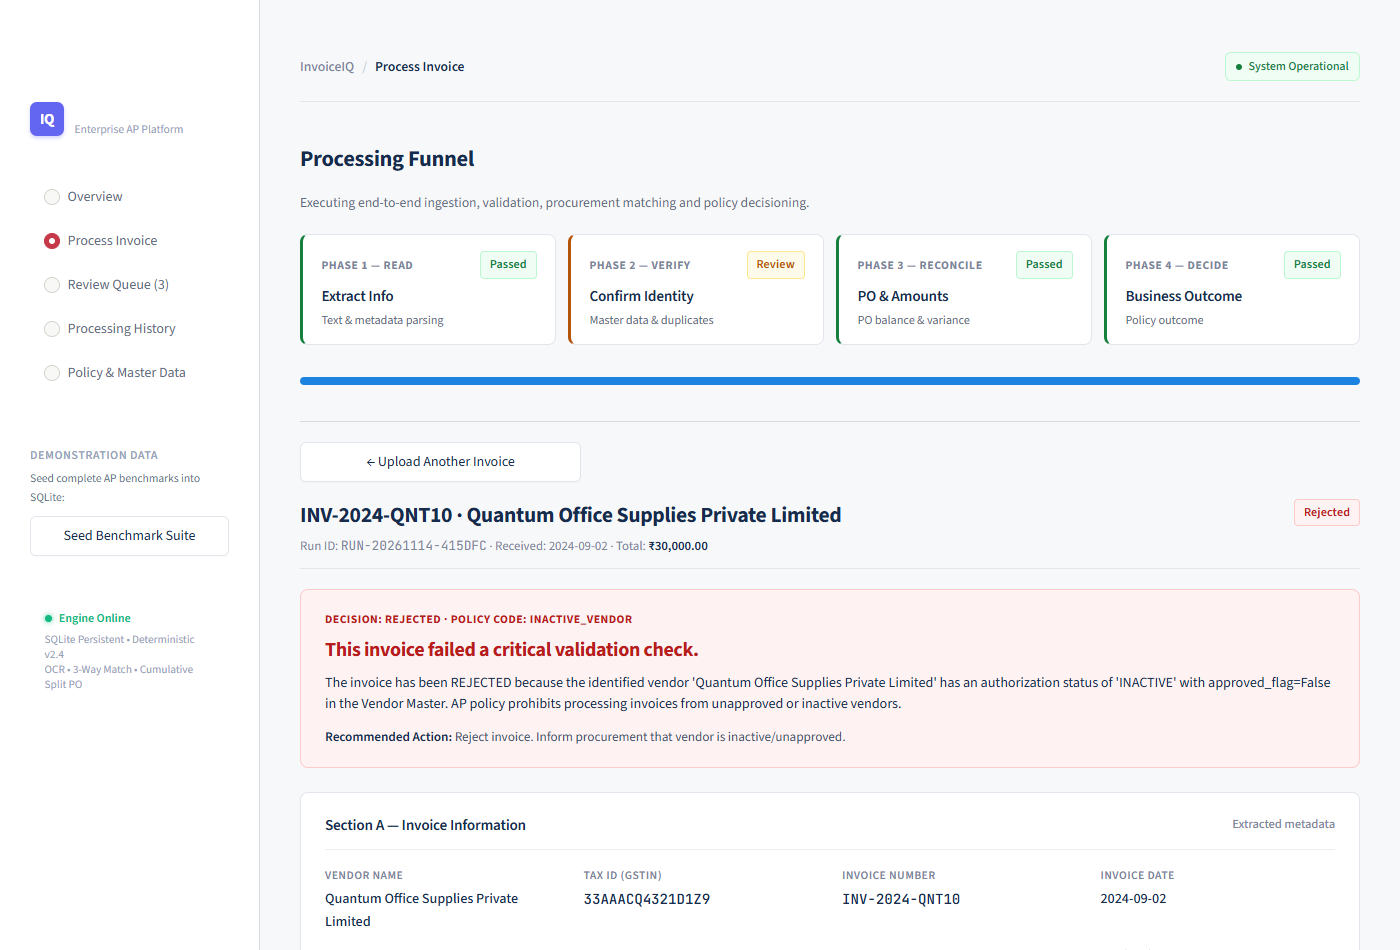 InvoiceIQ / Process Invoice
System Operational
IQ
Enterprise AP Platform
Overview
Process Invoice
Review Queue (3)
Processing History
Policy & Master Data
DEMONSTRATION DATA
Seed complete AP benchmarks into
SQLite:
Seed Benchmark Suite
Engine Online
SQLite Persistent • Deterministic
v2.4
OCR • 3-Way Match • Cumulative
Split PO
Processing Funnel
Executing end-to-end ingestion, validation, procurement matching and policy decisioning.
PHASE 1 — READ
Passed
Extract Info
Text & metadata parsing
PHASE 2 — VERIFY
Review
Confirm Identity
Master data & duplicates
PHASE 3 — RECONCILE
Passed
PO & Amounts
PO balance & variance
PHASE 4 — DECIDE
Passed
Business Outcome
Policy outcome
← Upload Another Invoice
INV-2024-QNT10 · Quantum Office Supplies Private Limited
Rejected
Run ID: RUN-20261114-415DFC · Received: 2024-09-02 · Total: ₹30,000.00
DECISION: REJECTED · POLICY CODE: INACTIVE_VENDOR
This invoice failed a critical validation check.
The invoice has been REJECTED because the identified vendor 'Quantum Office Supplies Private Limited' has an authorization status of 'INACTIVE' with approved_flag=False
in the Vendor Master. AP policy prohibits processing invoices from unapproved or inactive vendors.
Recommended Action: Reject invoice. Inform procurement that vendor is inactive/unapproved.
Section A — Invoice Information
Extracted metadata
VENDOR NAME
Quantum Office Supplies Private
Limited
TAX ID (GSTIN)
33AAACQ4321D1Z9
INVOICE NUMBER
INV-2024-QNT10
INVOICE DATE
2024-09-02